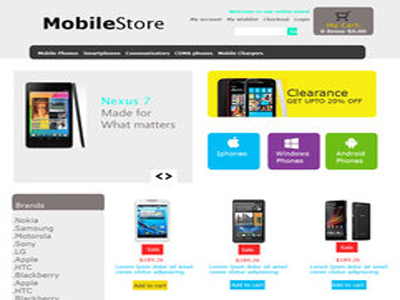 Welcome to our online store!
MobileStore
My account My wishlist Checkout Login
My Cart:
0 Items-$0.00
Mobile Phones Smartphones Communicators CDMA phones Mobile Chargers
Nexus 7
Made for
What matters
Clearance
GET UPTO 20% OFF
Iphones
Windows
Phones
Android
Phones
<>
Brands
.Nokia
.Samsung
.Motorola
.Sony
.LG
.Apple
.HTC
.Blackberry
.Apple
.HTC
.Blackberry
Sale
Sale
Sale
$189.26
$189.26
$189.26
Lorem ipsum dolor sit amet
conse ctetur adipiscing.
Lorem ipsum dolor sit amet
conse ctetur adipiscing.
Lorem ipsum dolor sit amet
conse ctetur adipiscing.
Add to cart
Add to cart
Add to cart